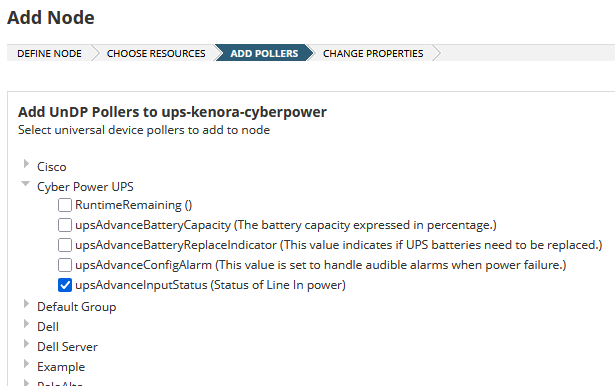 Add Node
DEFINE NODE CHOOSE RESOURCES ADD POLLERS CHANGE PROPERTIES
Add UnDP Pollers to ups-kenora-cyberpower
Select universal device pollers to add to node
Cisco
Cyber Power UPS
RuntimeRemaining ()
upsAdvanceBatteryCapacity (The battery capacity expressed in percentage.)
upsAdvanceBatteryReplaceIndicator (This value indicates if UPS batteries need to be replaced.)
upsAdvanceConfigAlarm (This value is set to handle audible alarms when power failure.)
upsAdvanceInputStatus (Status of Line In power)
Default Group
Dell
Dell Server
Example